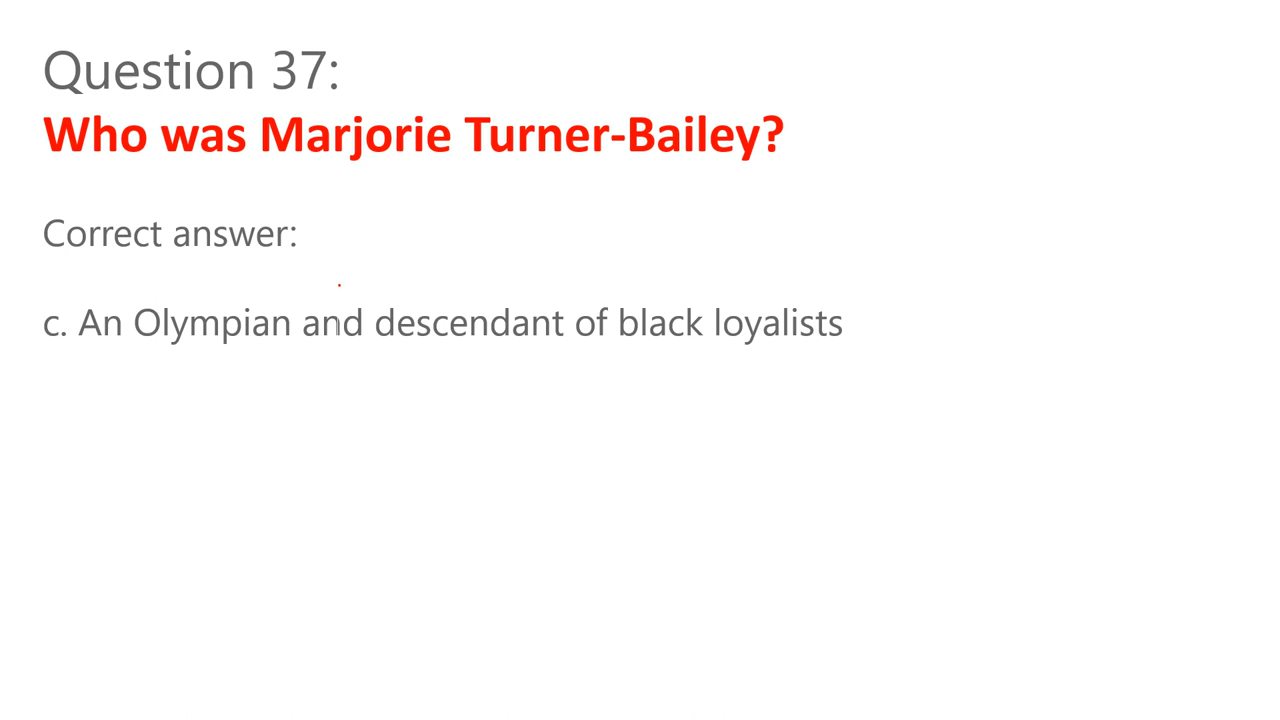 Question 37:
Who was Marjorie Turner-Bailey?
Correct answer:
c. An Olympian and descendant of black loyalists